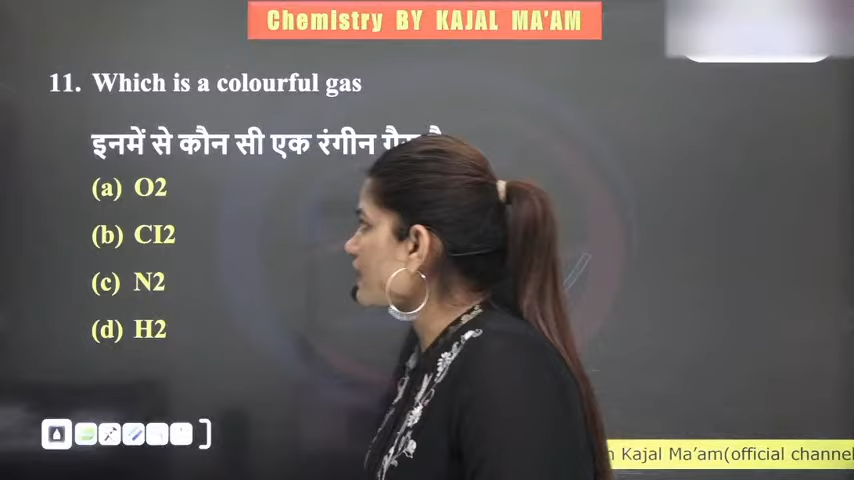 Chemistry BY KAJAL MA'AM
11. Which is a colourful gas
इनमें से कौन सी एक रंगीन
(a) O2
(b) CI2
(c) N2
(d) H2
Kajal Ma'am(official channel